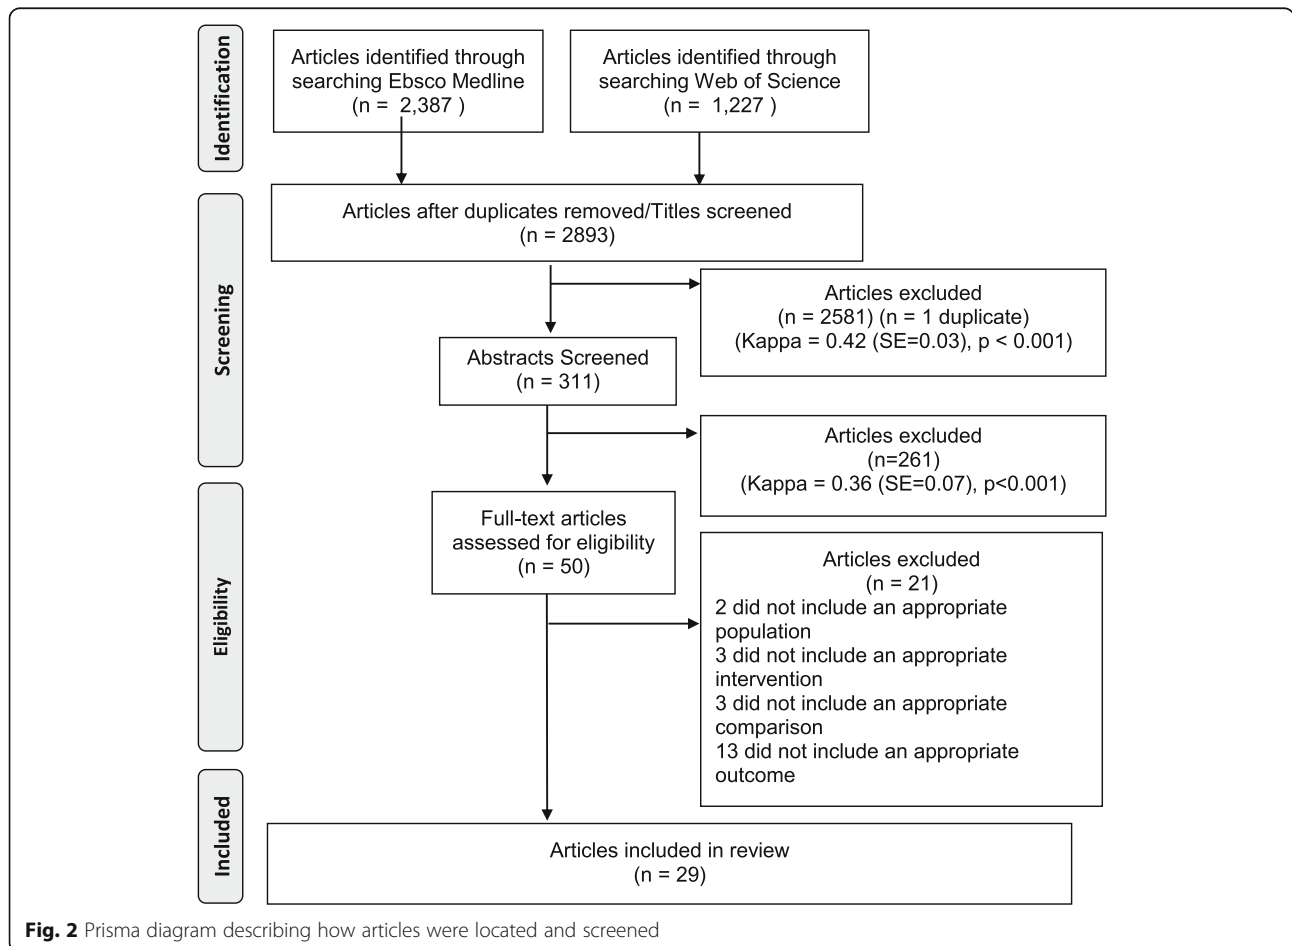 Identification
Articles identified through
searching Ebsco Medline
(n = 2,387 )
Articles identified through
searching Web of Science
(n = 1,227 )
Screening
Articles after duplicates removed/Titles screened
(n = 2893)
Articles excluded
(n = 2581) (n = 1 duplicate)
(Kappa = 0.42 (SE=0.03), p < 0.001)
Abstracts Screened
(n = 311)
Articles excluded
(n=261)
(Kappa = 0.36 (SE=0.07), p<0.001)
Eligibility
Full-text articles
assessed for eligibility
(n = 50)
Articles excluded
(n = 21)
2 did not include an appropriate
population
3 did not include an appropriate
intervention
3 did not include an appropriate
comparison
13 did not include an appropriate
outcome
Included
Articles included in review
(n = 29)
Fig. 2 Prisma diagram describing how articles were located and screened